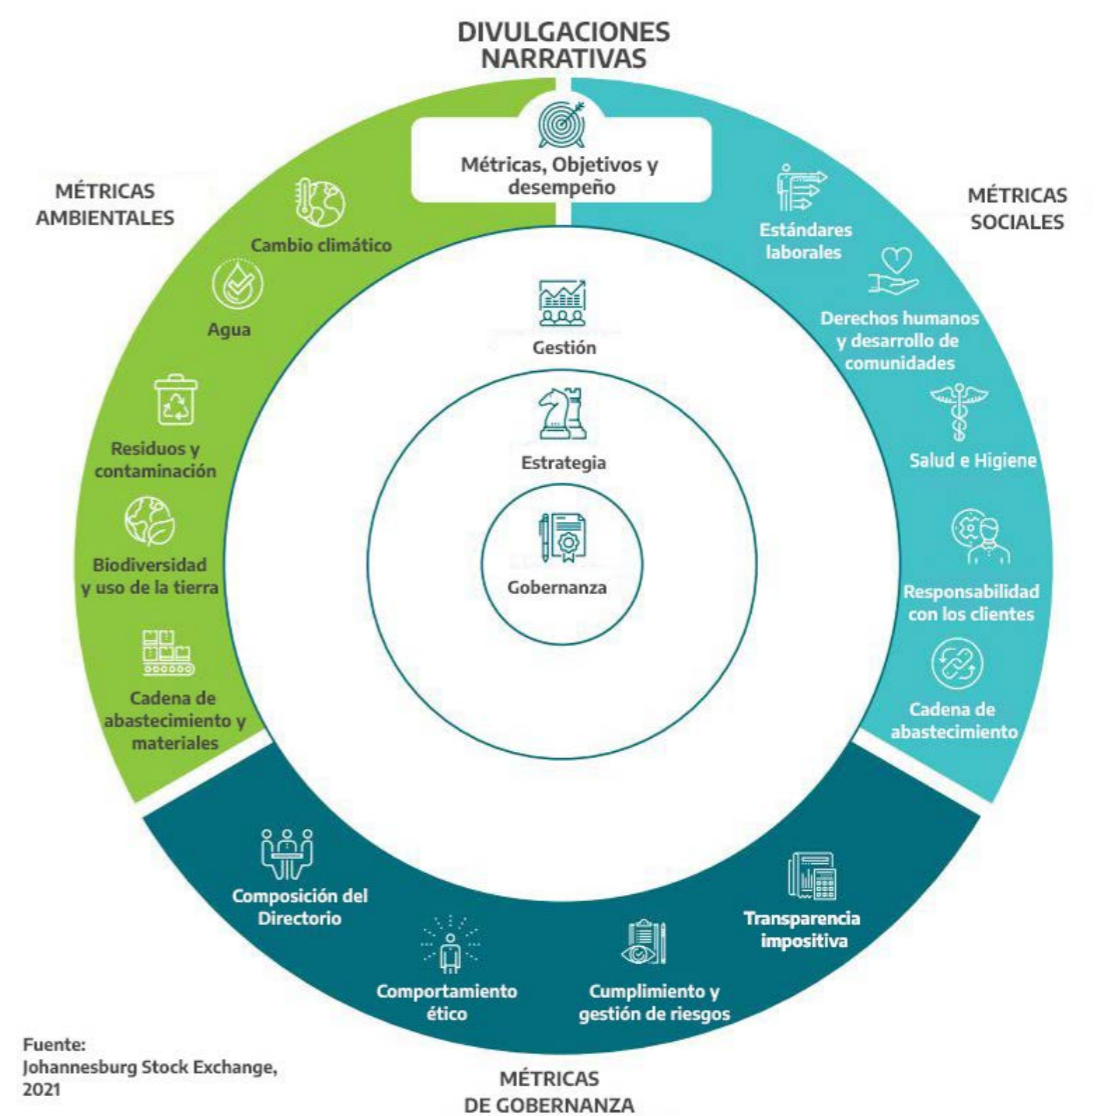 DIVULGACIONES
NARRATIVAS
Métricas, Objetivos y
desempeño
MÉTRICAS
AMBIENTALES
Cambio climático
Agua
Residuos y
contaminación
Biodiversidad
y uso de la tierra
Cadena de
abastecimiento y
materiales
Gestión
Estrategia
Gobernanza
MÉTRICAS
SOCIALES
Estándares
laborales
Derechos humanos
y desarrollo de
comunidades
Salud e Higiene
Responsabilidad
con los clientes
Cadena de
abastecimiento
Composición del
Directorio
Comportamiento
ético
Cumplimiento y
gestión de riesgos
Transparencia
impositiva
MÉTRICAS
DE GOBERNANZA
Fuente:
Johannesburg Stock Exchange,
2021